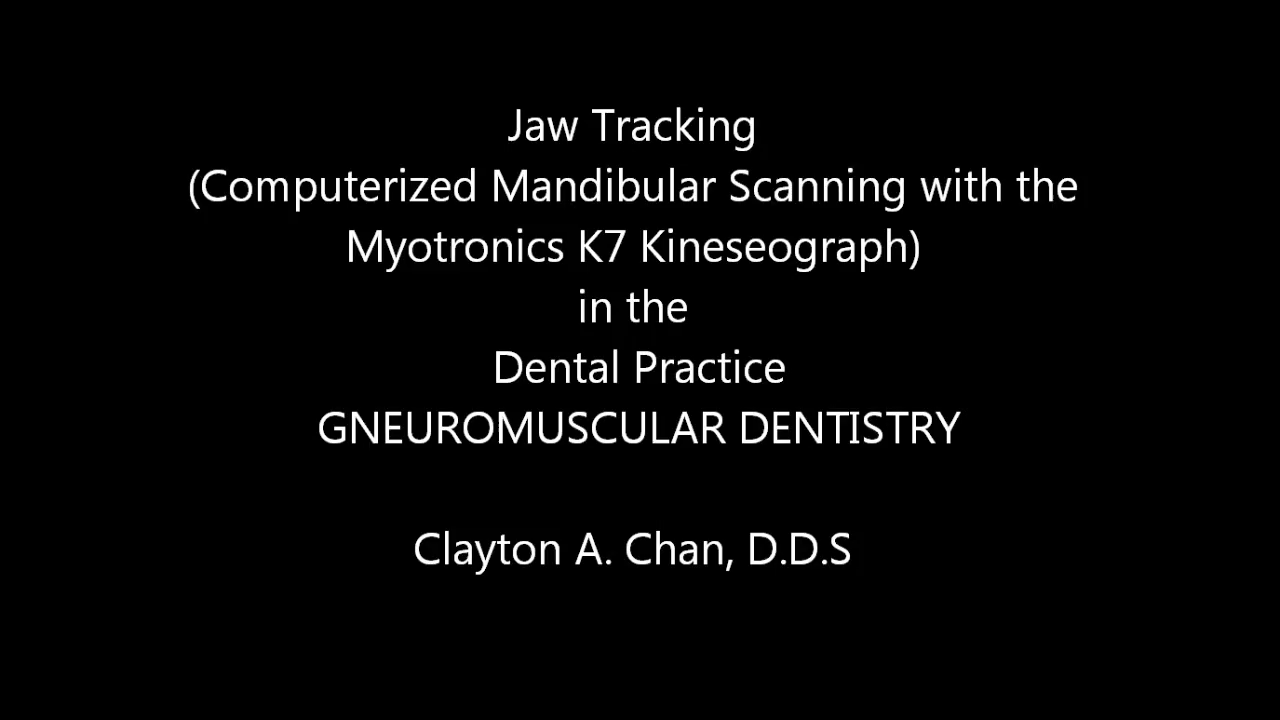 Jaw Tracking
(Computerized Mandibular Scanning with the
Myotronics K7 Kineseograph)
in the
Dental Practice
GNEUROMUSCULAR DENTISTRY
Clayton A. Chan, D.D.S